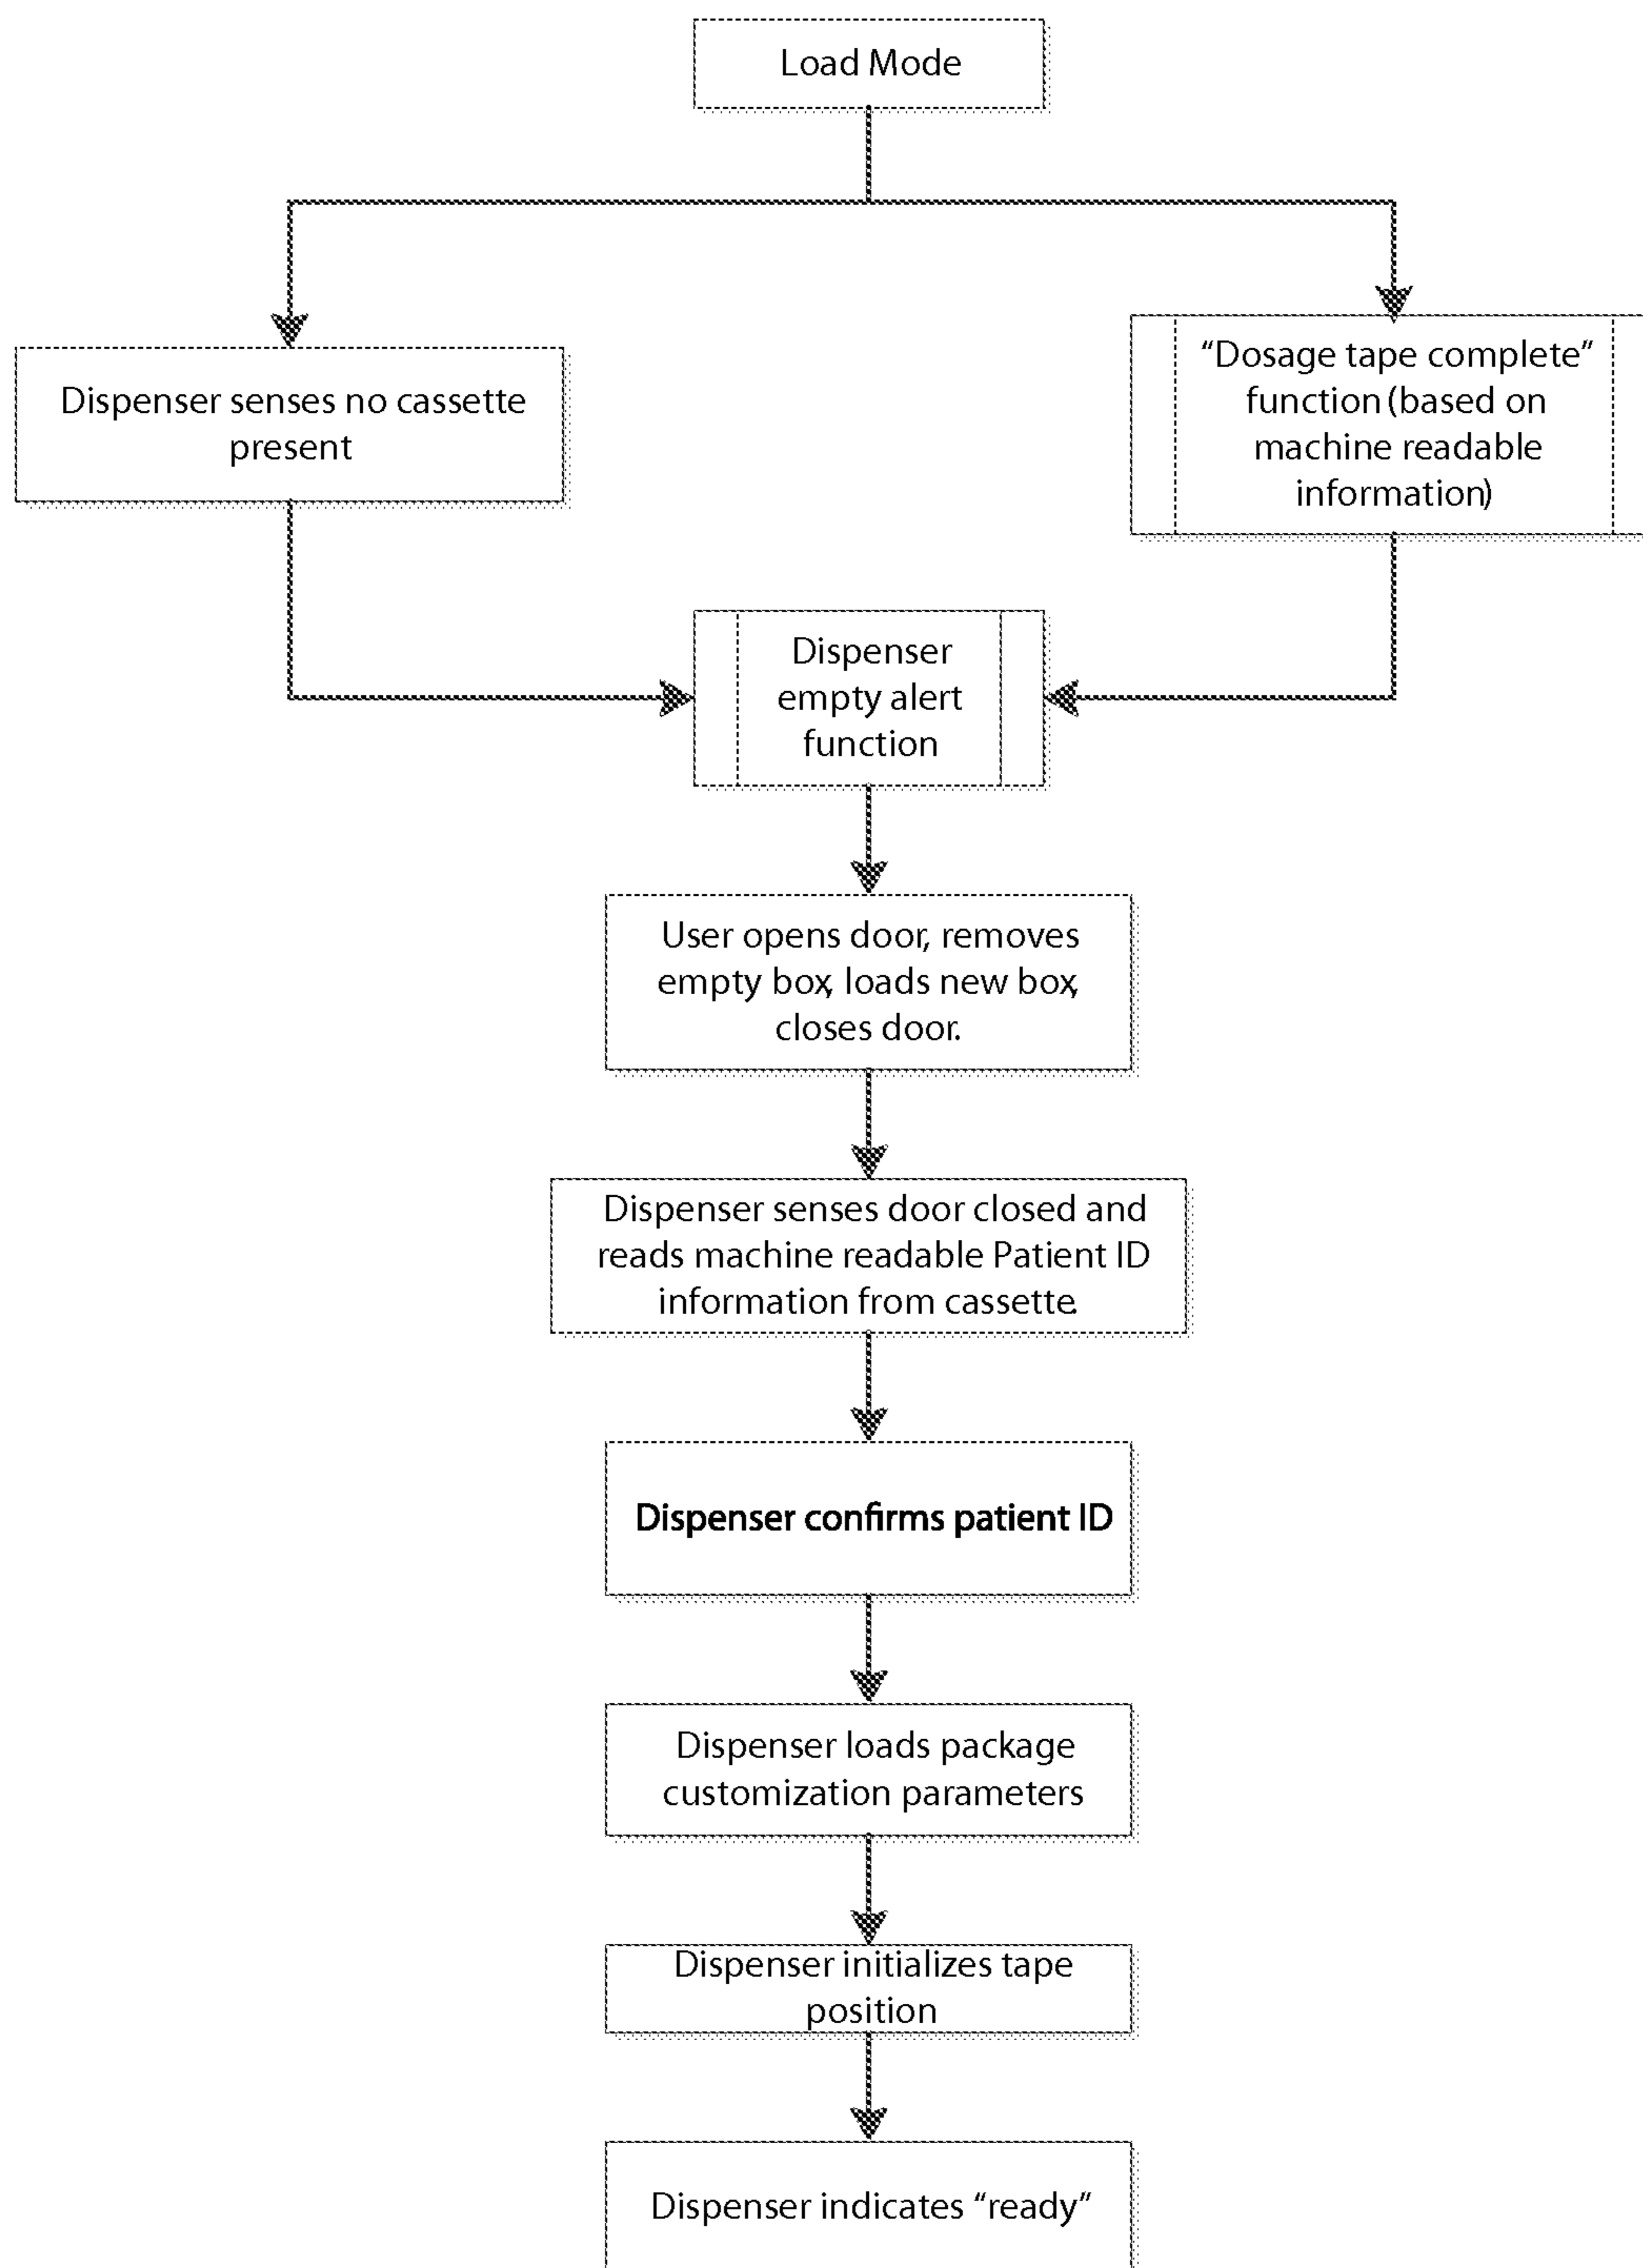 Load Mode
Dispenser senses no cassette
present
“Dosage tape complete”
function (based on
machine readable
information)
Dispenser
empty alert
function
User opens door, removes
empty box, loads new box,
closes door.
Dispenser senses door closed and
reads machine readable Patient ID
information from cassette.
Dispenser confirms patient ID
Dispenser loads package
customization parameters
Dispenser initializes tape
position
Dispenser indicates “ready”